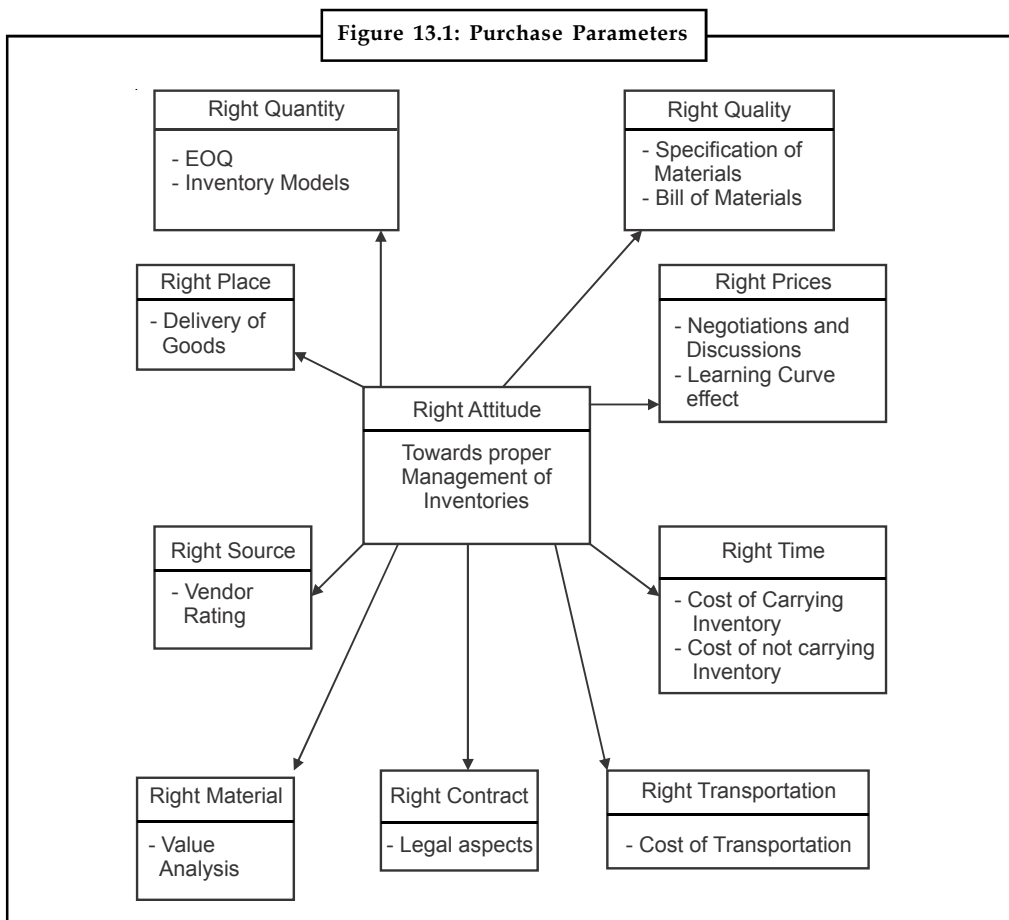 Figure 13.1: Purchase Parameters
Right Quantity
- EOQ
- Inventory Models
Right Quality
- Specification of
Materials
- Bill of Materials
Right Place
- Delivery of
Goods
Right Prices
- Negotiations and
Discussions
- Learning Curve
effect
Right Attitude
Towards proper
Management of
Inventories
Right Source
- Vendor
Rating
Right Time
- Cost of Carrying
Inventory
- Cost of not carrying
Inventory
Right Material
- Value
Analysis
Right Contract
- Legal aspects
Right Transportation
- Cost of Transportation